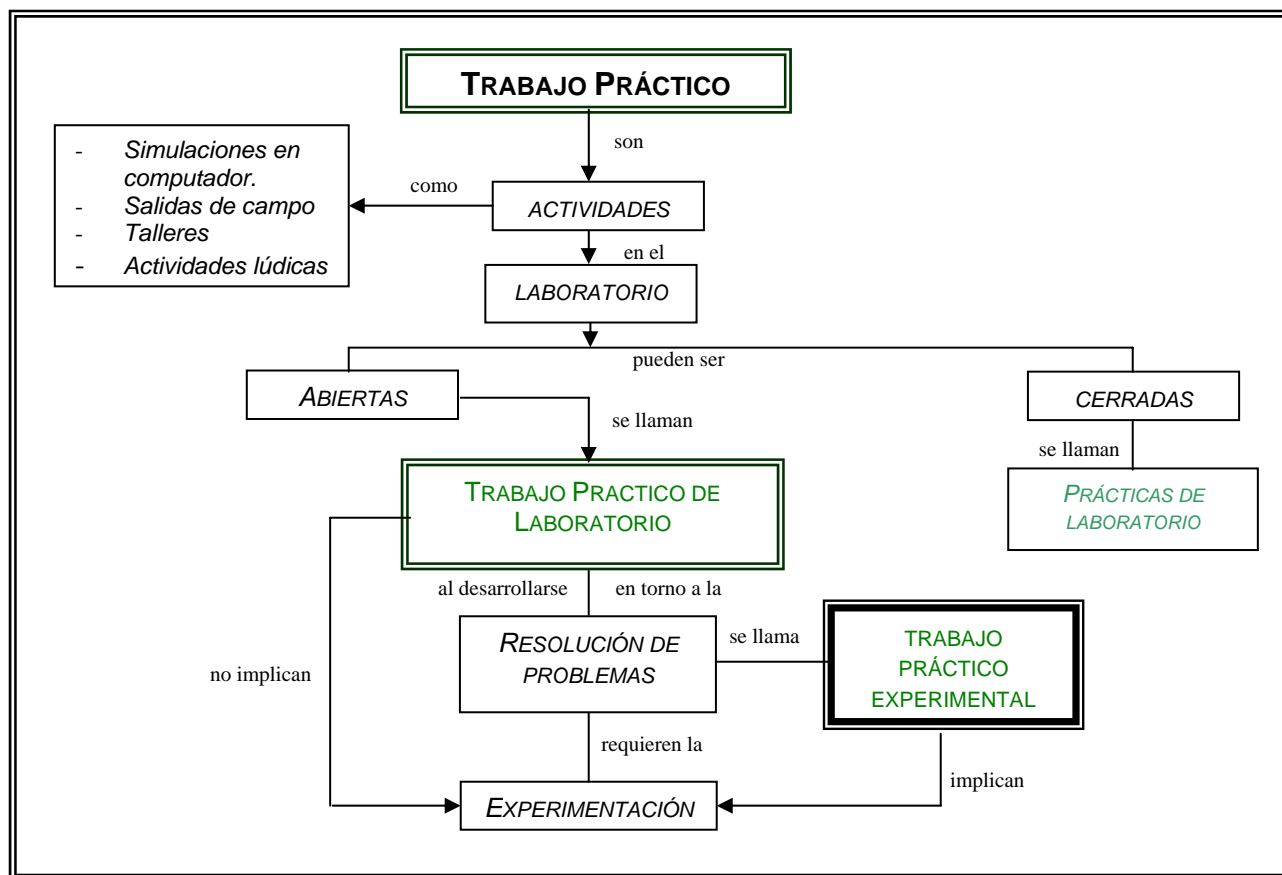 TRABAJO PRÁCTICO
son
- Simulaciones en
computador.
- Salidas de campo
- Talleres
- Actividades lúdicas
como
ACTIVIDADES
en el
LABORATORIO
pueden ser
ABIERTAS
CERRADAS
se llaman
se llaman
TRABAJO PRACTICO DE
LABORATORIO
PRÁCTICAS DE
LABORATORIO
al desarrollarse
en torno a la
RESOLUCIÓN DE
PROBLEMAS
se llama
TRABAJO
PRÁCTICO
EXPERIMENTAL
no implican
requieren la
implican
EXPERIMENTACIÓN